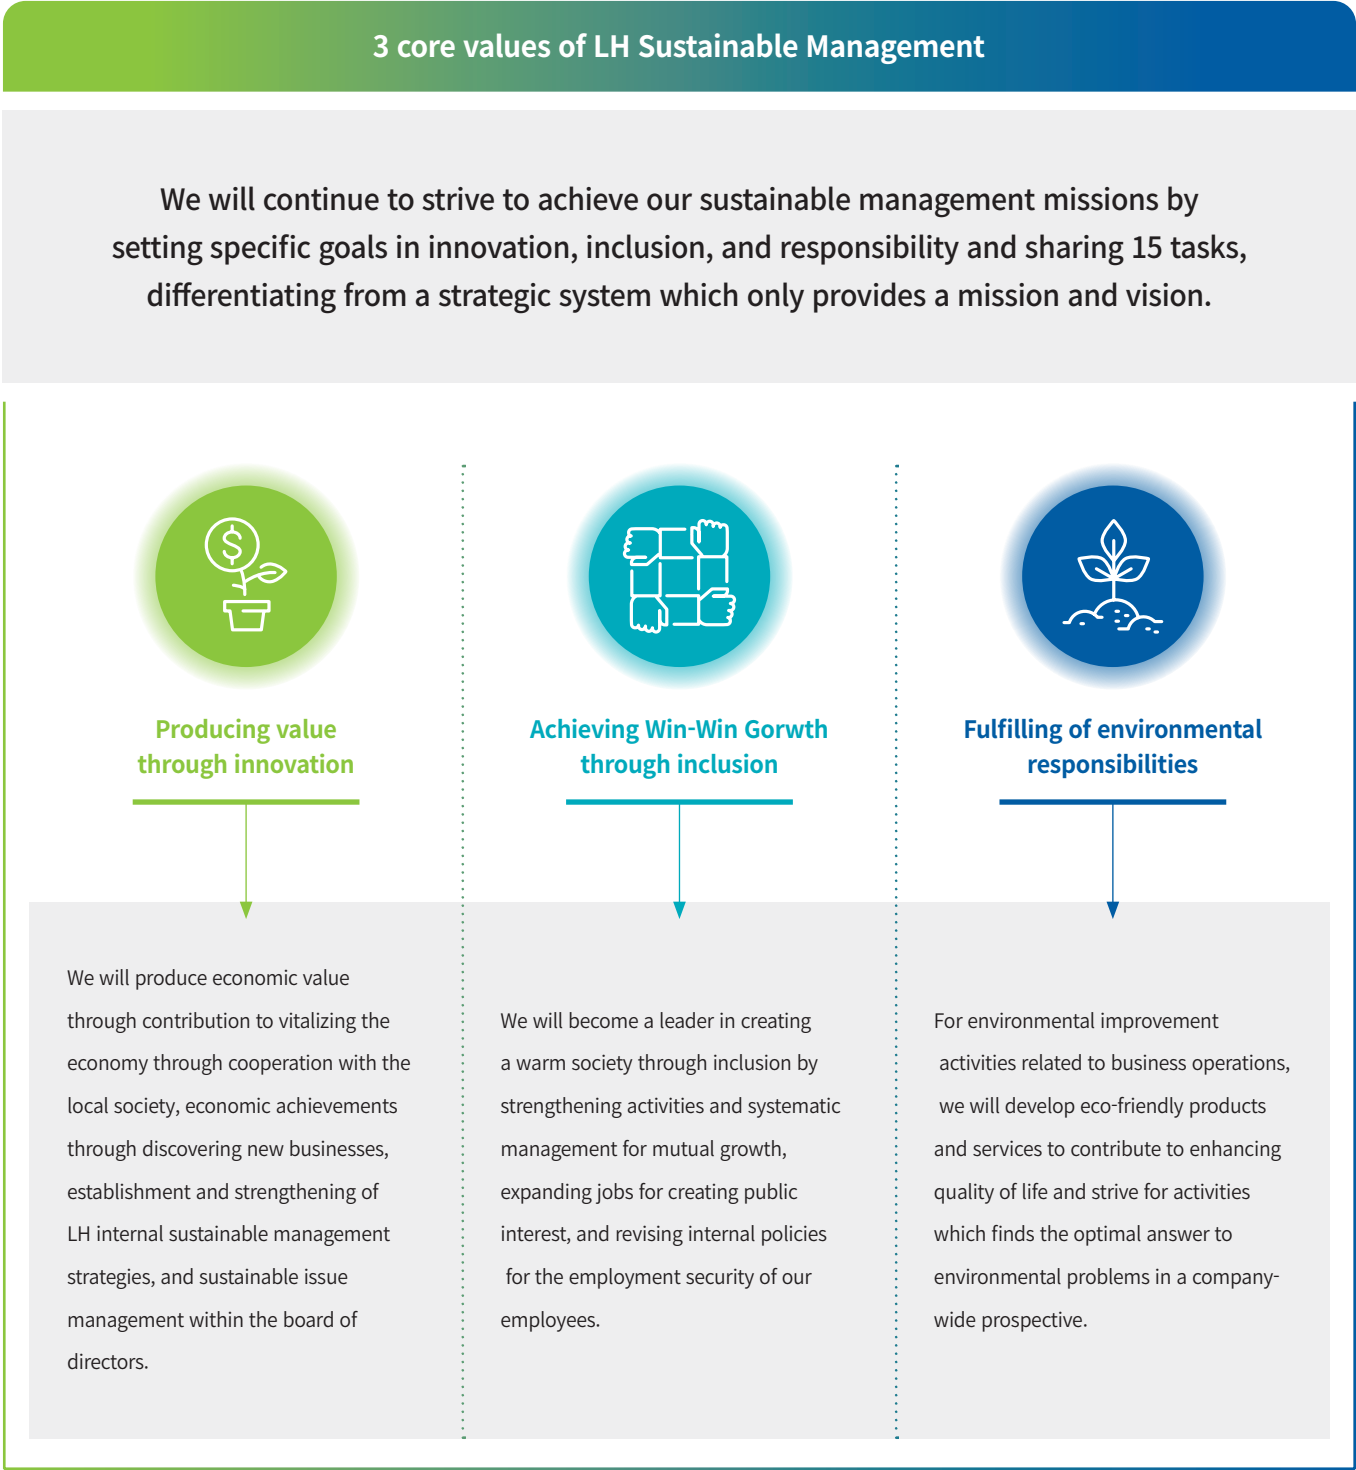 3 core values of LH Sustainable Management
We will continue to strive to achieve our sustainable management missions by
setting specific goals in innovation, inclusion, and responsibility and sharing 15 tasks,
differentiating from a strategic system which only provides a mission and vision.
$
Producing value
through innovation
We will produce economic value
through contribution to vitalizing the
economy through cooperation with the
local society, economic achievements
through discovering new businesses,
establishment and strengthening of
LH internal sustainable management
strategies, and sustainable issue
management within the board of
directors.
Achieving Win-Win Gorwth
through inclusion
We will become a leader in creating
a warm society through inclusion by
strengthening activities and systematic
management for mutual growth,
expanding jobs for creating public
interest, and revising internal policies
for the employment security of our
employees.
Fulfilling of environmental
responsibilities
For environmental improvement
activities related to business operations,
we will develop eco-friendly products
and services to contribute to enhancing
quality of life and strive for activities
which finds the optimal answer to
environmental problems in a company-
wide prospective.